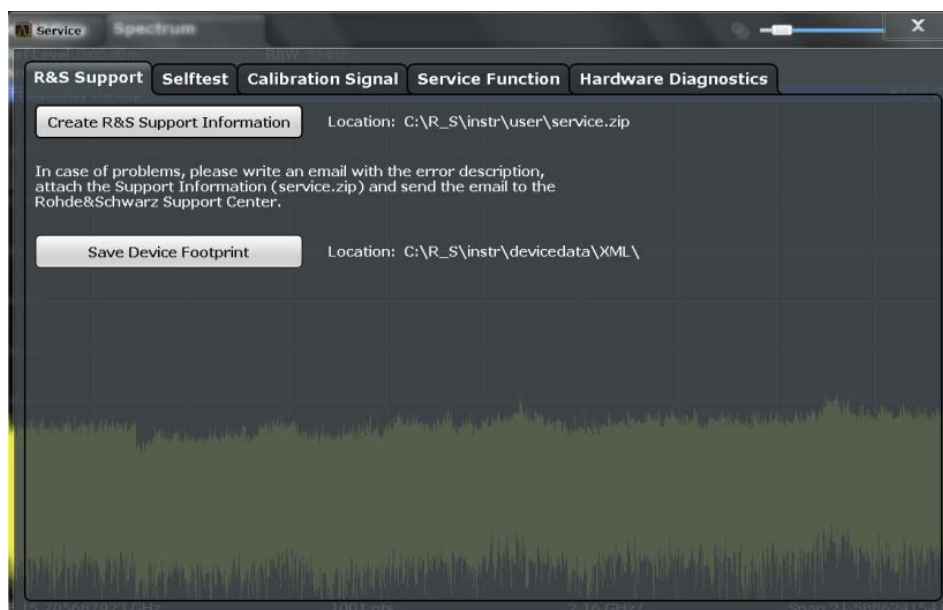 Service
Spectrum
X
R&S Support
Selftest
Calibration Signal
Service Function
Hardware Diagnostics
Create R&S Support Information
Location: C:\R_S\instr\user\service.zip
In case of problems, please write an email with the error description,
attach the Support Information (service.zip) and send the email to the
Rohde&Schwarz Support Center.
Save Device Footprint
Location: C:\R_S\instr\devicedata\XML\
1001 pts
2.16 GHz/